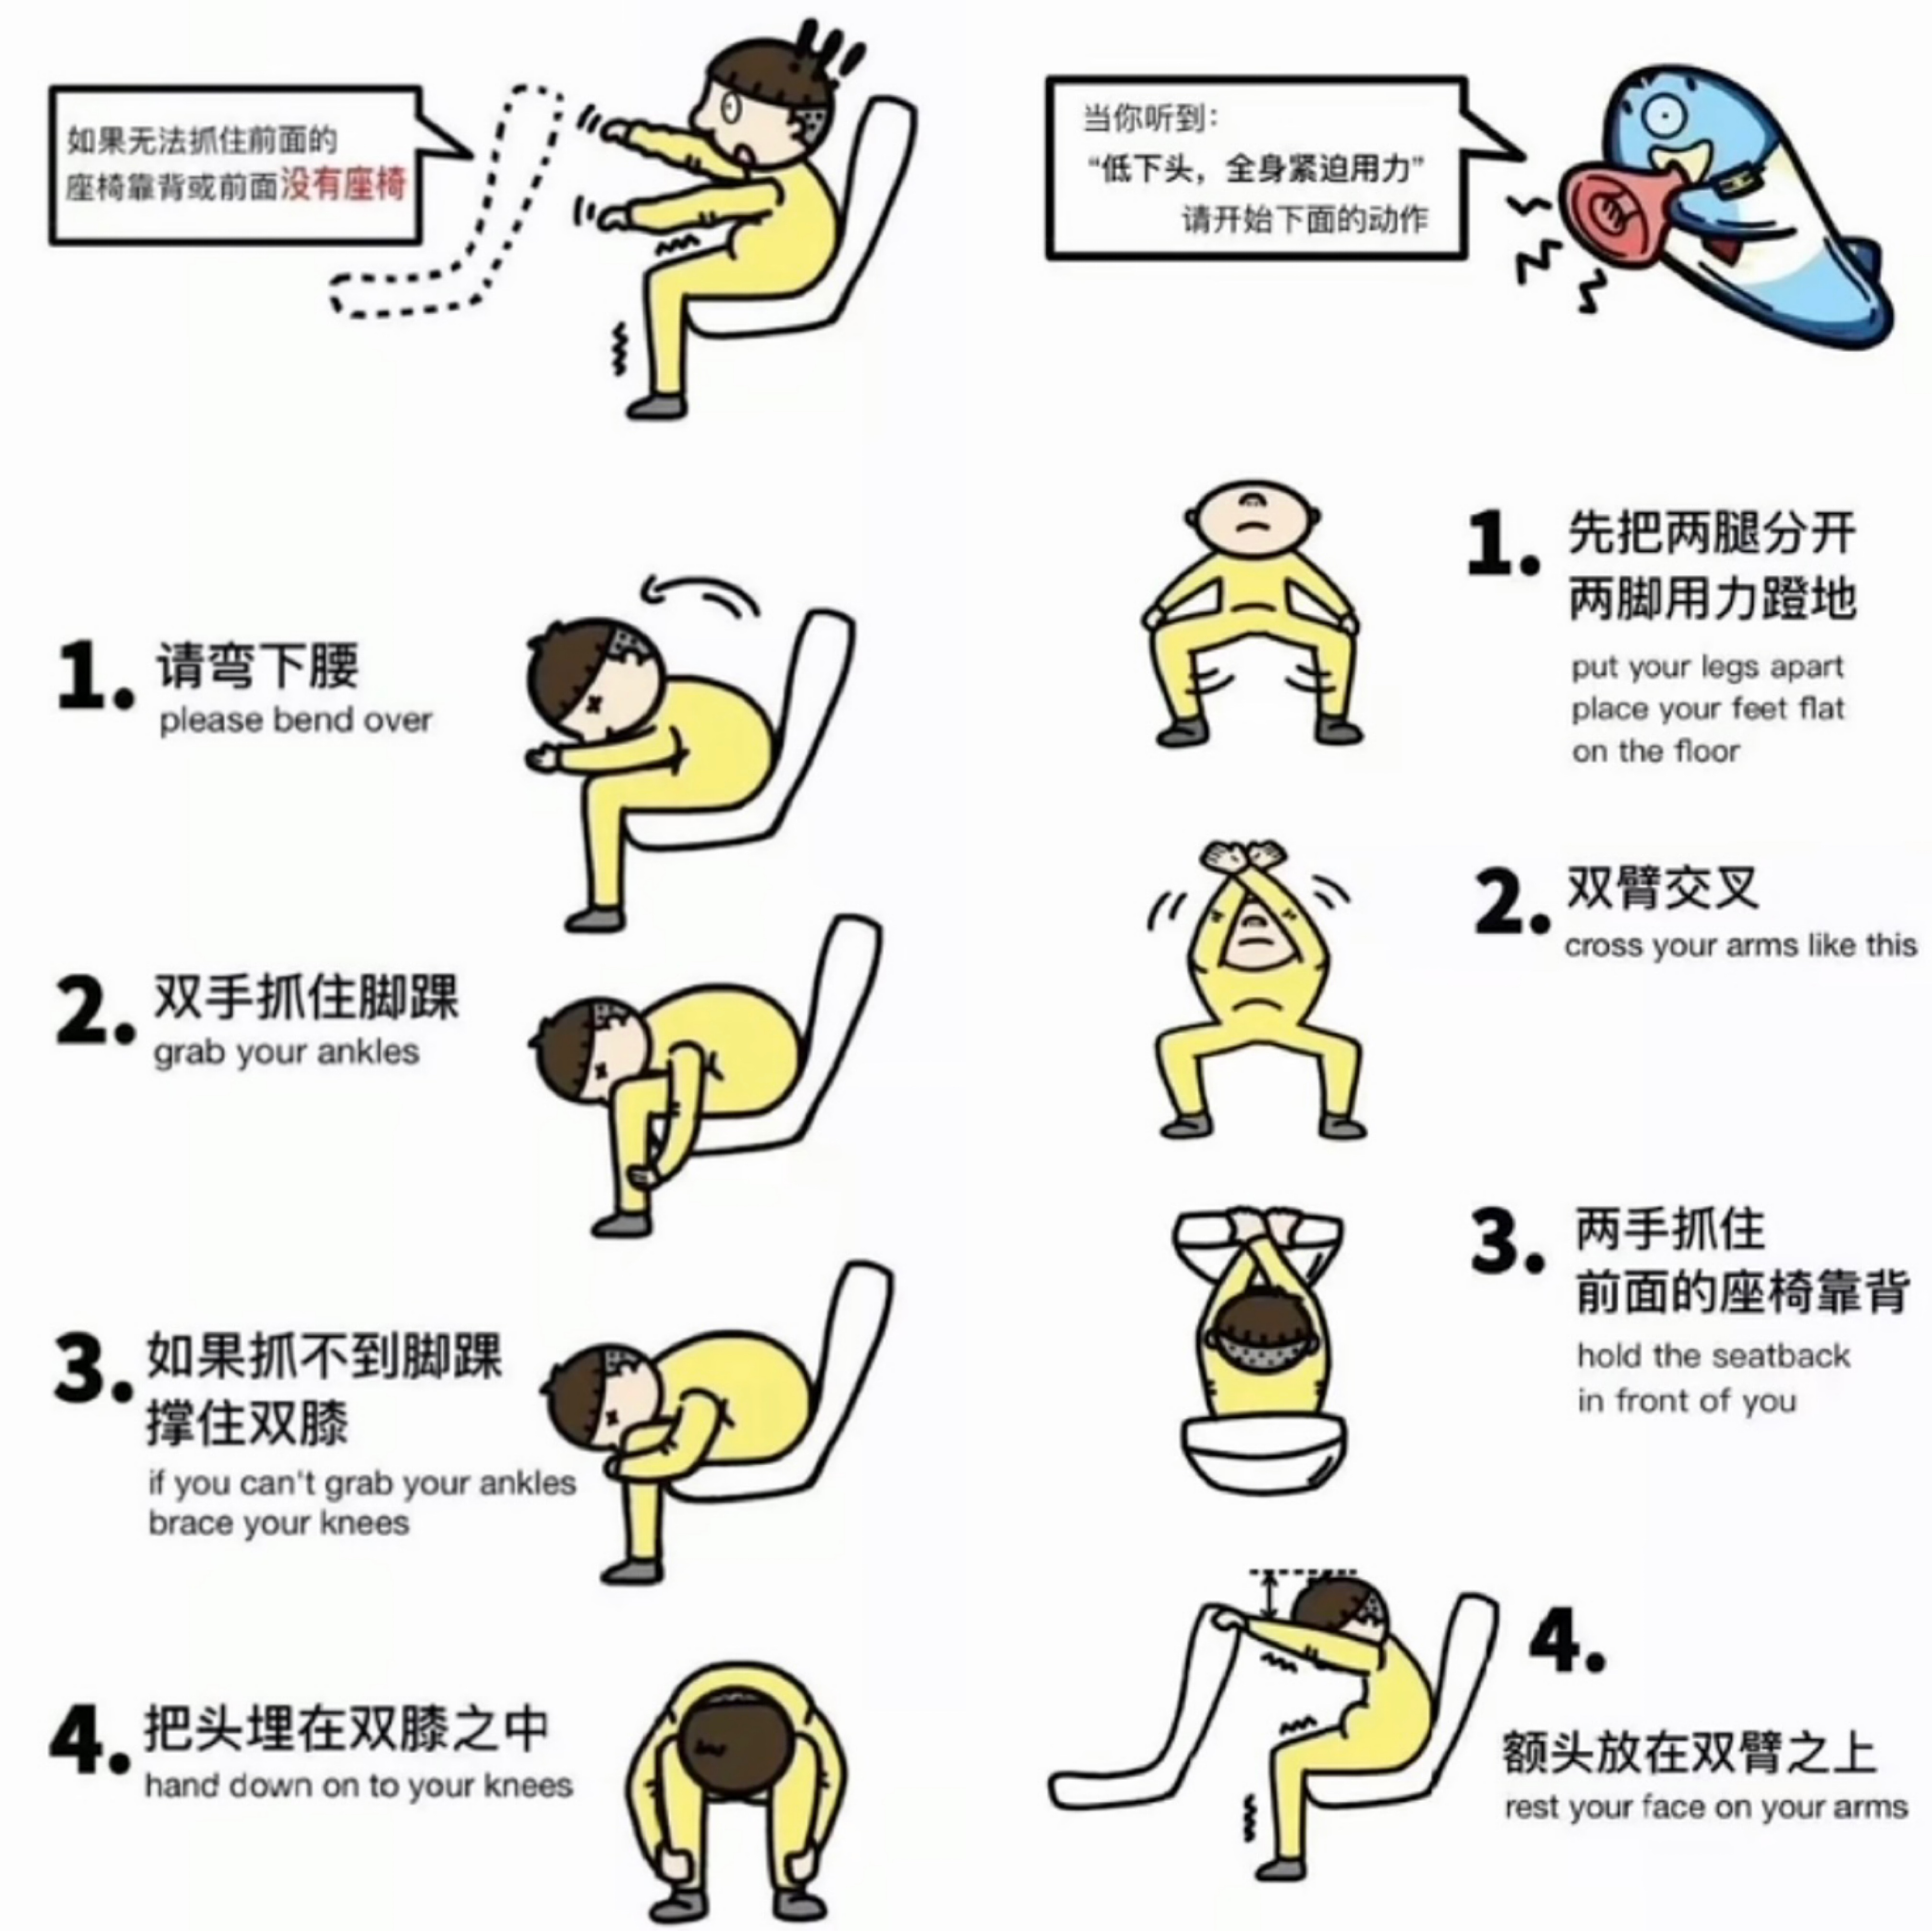 如果无法抓住前面的
座椅靠背或前面没有座椅
1.
请弯下腰
please bend over
2.
双手抓住脚踝
grab your ankles
3.
如果抓不到脚踝
撑住双膝
if you can't grab your ankles
brace your knees
4.
把头埋在双膝之中
hand down on to your knees
当你听到：
“低下头，全身紧迫用力”
请开始下面的动作
1.
先把两腿分开
两脚用力蹬地
put your legs apart
place your feet flat
on the floor
2.
双臂交叉
cross your arms like this
3.
两手抓住
前面的座椅靠背
hold the seatback
in front of you
4.
额头放在双臂之上
rest your face on your arms